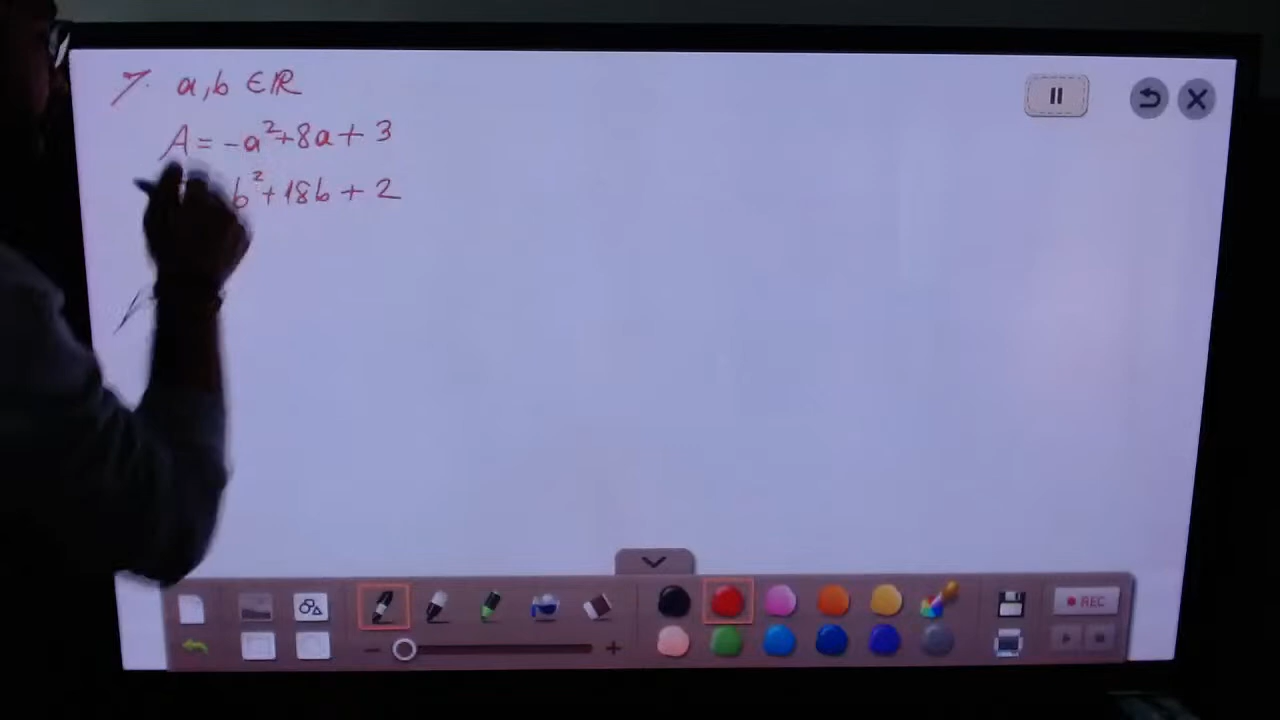 7. a,b ∈ ℝ
A = -a²+8a+3
b²+18b+2
REC